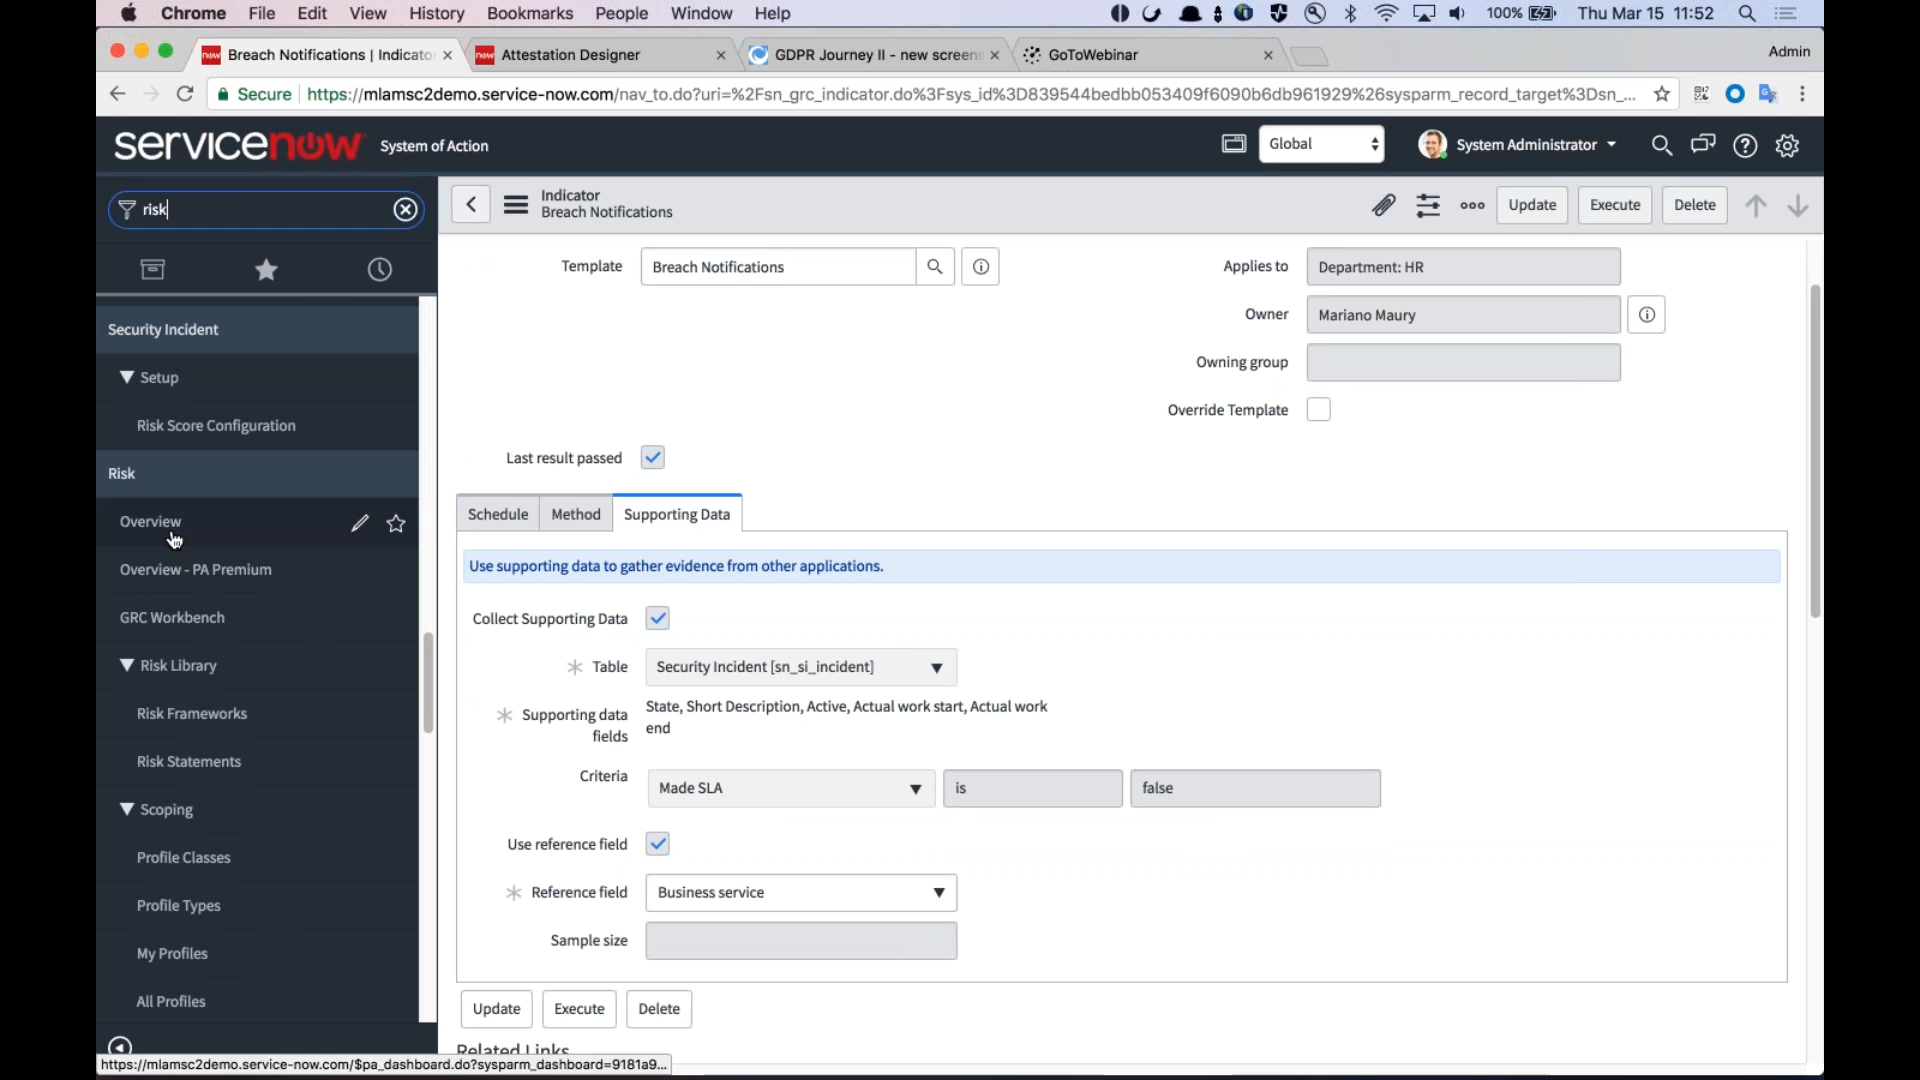 Chrome File Edit View History Bookmarks People Window Help 100% Thu Mar 15 11:52
Breach Notifications | Indicato Attestation Designer GDPR Journey II - new screens GoToWebinar Admin
Secure https://mlamsc2demo.service-now.com/nav_to.do?uri=%2Fsn_grc_indicator.do%3Fsys_id%3D839544bedbb053409f6090b6db961929%26sysparm_record_target%3Dsn_...
servicenow System of Action Global System Administrator
risk
Indicator
Breach Notifications
Update Execute Delete
Security Incident
Setup
Risk Score Configuration
Risk
Overview
Overview - PA Premium
GRC Workbench
Risk Library
Risk Frameworks
Risk Statements
Scoping
Profile Classes
Profile Types
My Profiles
All Profiles
Template Breach Notifications
Applies to Department: HR
Owner Mariano Maury
Owning group
Override Template
Last result passed
Schedule Method Supporting Data
Use supporting data to gather evidence from other applications.
Collect Supporting Data
Table Security Incident [sn_si_incident]
Supporting data fields State, Short Description, Active, Actual work start, Actual work end
Criteria Made SLA is false
Use reference field
Reference field Business service
Sample size
Update Execute Delete
Related Links
https://mlamsc2demo.service-now.com/$pa_dashboard.do?sysparm_dashboard=9181a9...